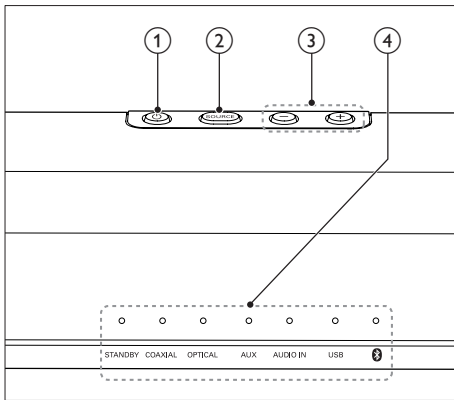 1 2 3 4
SOURCE − +
STANDBY COAXIAL OPTICAL AUX AUDIO IN USB